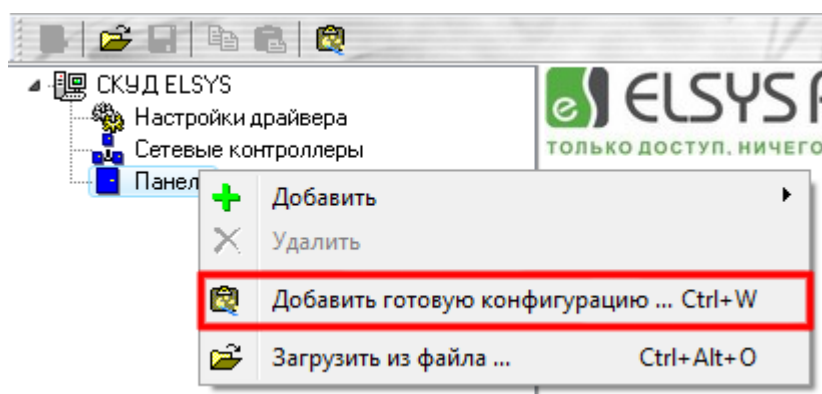 СКУД ELSYS
ELSYS
Настройки драйвера
Сетевые контроллеры
ТОЛЬКО ДОСТУП. НИЧЕГО
Панел
Добавить
Удалить
Добавить готовую конфигурацию ... Ctrl+W
Загрузить из файла ... Ctrl+Alt+O